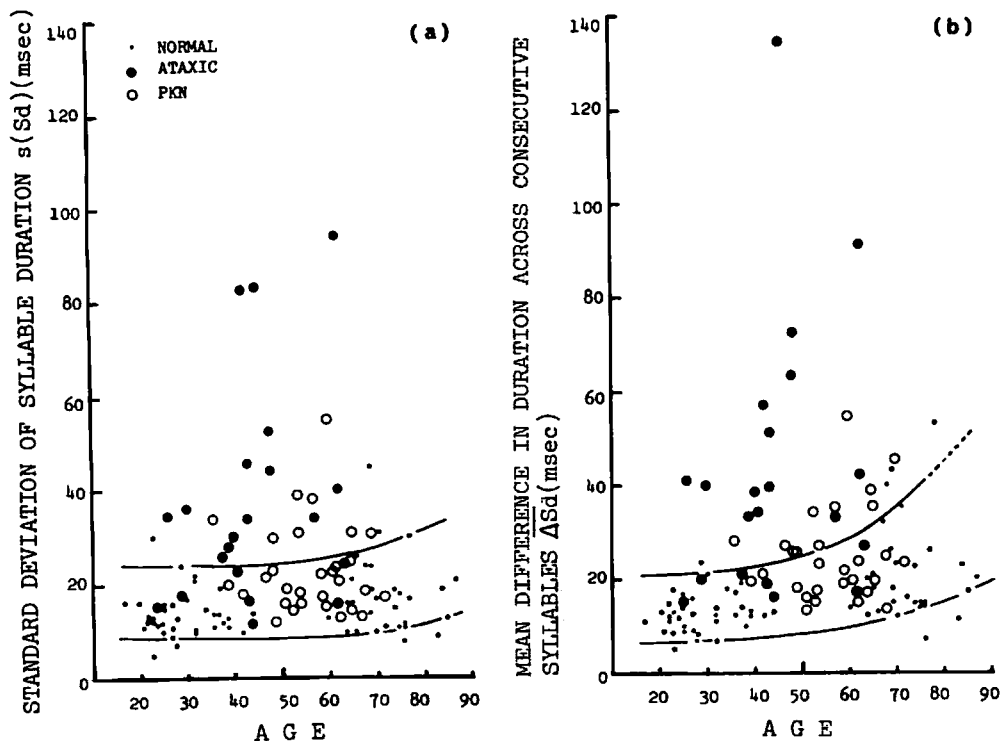 (a)
• NORMAL
● ATAXIC
○ PKN
STANDARD DEVIATION OF SYLLABLE DURATION s(Sd)(msec)
140
120
100
80
60
40
20
0
10 20 30 40 50 60 70 80 90
A G E
(b)
MEAN DIFFERENCE IN DURATION ACROSS CONSECUTIVE
SYLLABLES ΔSd(msec)
140
120
100
80
60
40
20
0
20 30 40 50 60 70 80 90
A G E